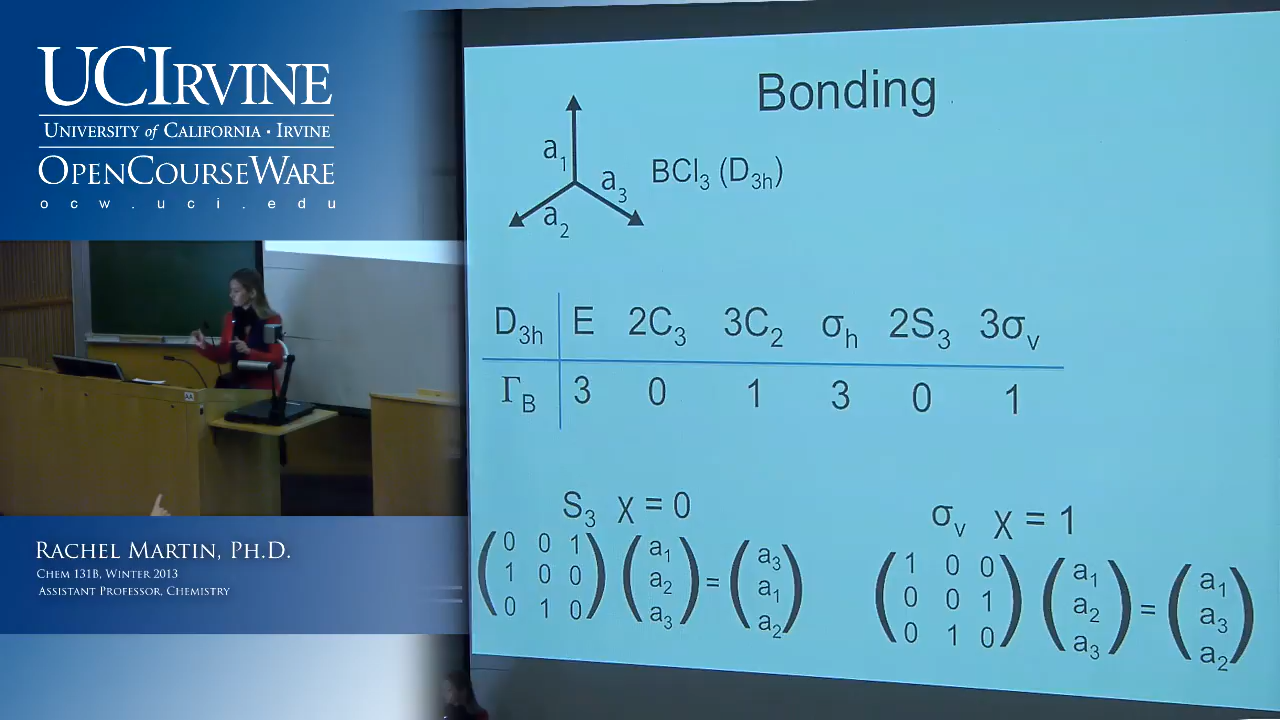 UCIRVINE
UNIVERSITY of CALIFORNIA · IRVINE
OPENCOURSEWARE
ocw.uci.edu
RACHEL MARTIN, PH.D.
CHEM 131B, WINTER 2013
ASSISTANT PROFESSOR, CHEMISTRY
Bonding
a₁
a₃
a₂
BCl₃ (D₃ₕ)
D₃ₕ E 2C₃ 3C₂ σₕ 2S₃ 3σᵥ
Γ_B 3 0 1 3 0 1
S₃ χ = 0
(0 0 1) (a₁) (a₃)
(1 0 0) (a₂) = (a₁)
(0 1 0) (a₃) (a₂)
σᵥ χ = 1
(1 0 0) (a₁) (a₁)
(0 0 1) (a₂) = (a₃)
(0 1 0) (a₃) (a₂)